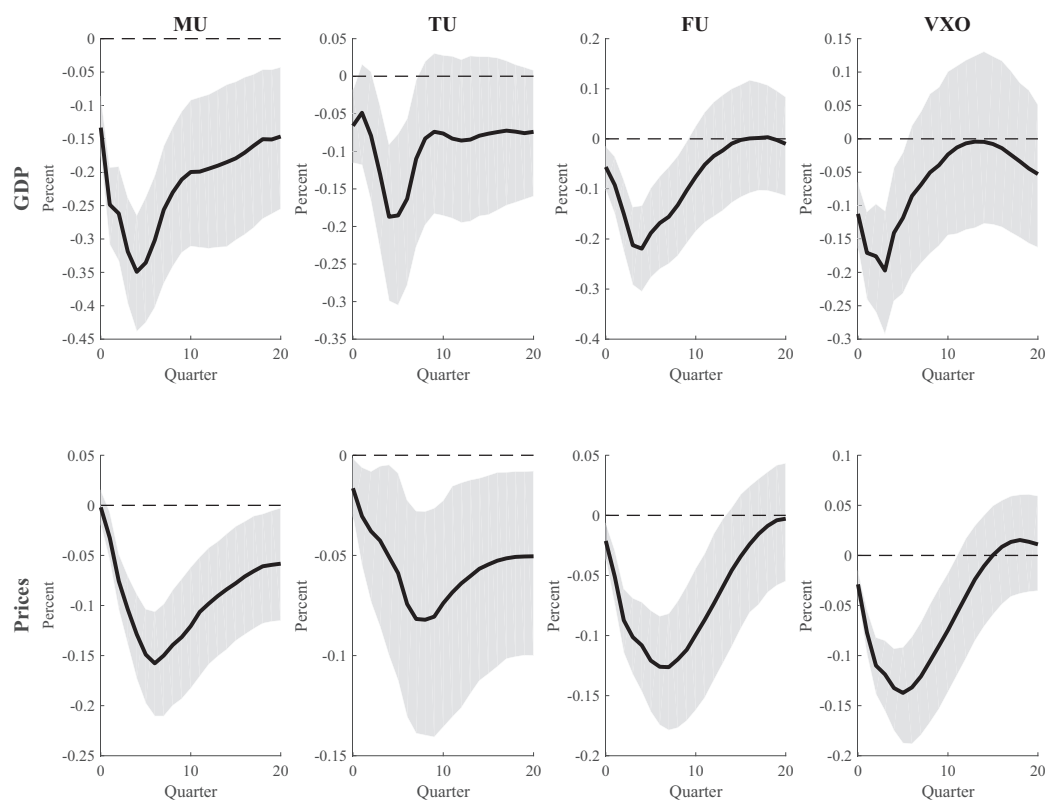 MU TU FU VXO
GDP
Percent
0
-0.05
-0.1
-0.15
-0.2
-0.25
-0.3
-0.35
-0.4
-0.45
0 10 20
Quarter
Percent
0.05
0
-0.05
-0.1
-0.15
-0.2
-0.25
-0.3
-0.35
0 10 20
Quarter
Percent
0.2
0.1
0
-0.1
-0.2
-0.3
-0.4
0 10 20
Quarter
Percent
0.15
0.1
0.05
0
-0.05
-0.1
-0.15
-0.2
-0.25
-0.3
0 10 20
Quarter
Prices
Percent
0.05
0
-0.05
-0.1
-0.15
-0.2
-0.25
0 10 20
Quarter
Percent
0
-0.05
-0.1
-0.15
0 10 20
Quarter
Percent
0.05
0
-0.05
-0.1
-0.15
-0.2
0 10 20
Quarter
Percent
0.1
0.05
0
-0.05
-0.1
-0.15
-0.2
0 10 20
Quarter